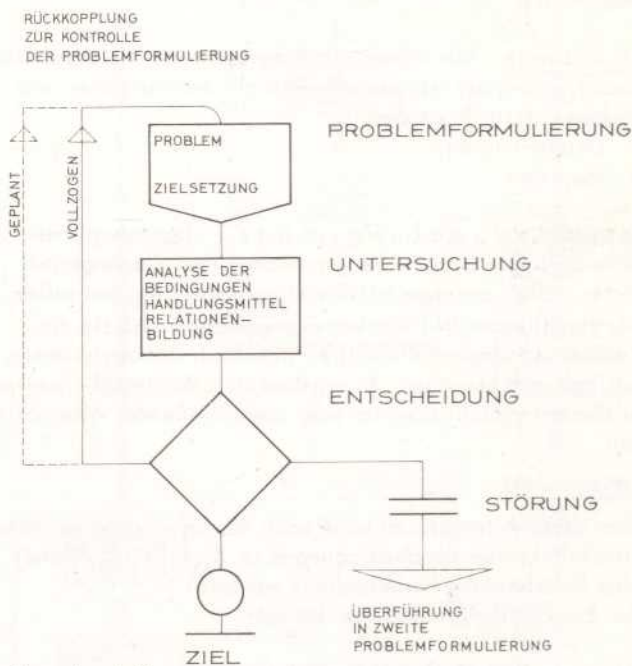 RÜCKKOPPLUNG
ZUR KONTROLLE
DER PROBLEMFORMULIERUNG
PROBLEM
PROBLEMFORMULIERUNG
GEPLANT
VOLLZOGEN
ZIELSETZUNG
ANALYSE DER
BEDINGUNGEN
HANDLUNGSMITTEL
RELATIONEN–
BILDUNG
UNTERSUCHUNG
ENTSCHEIDUNG
STÖRUNG
ÜBERFÜHRUNG
IN ZWEITE
PROBLEMFORMULIERUNG
ZIEL